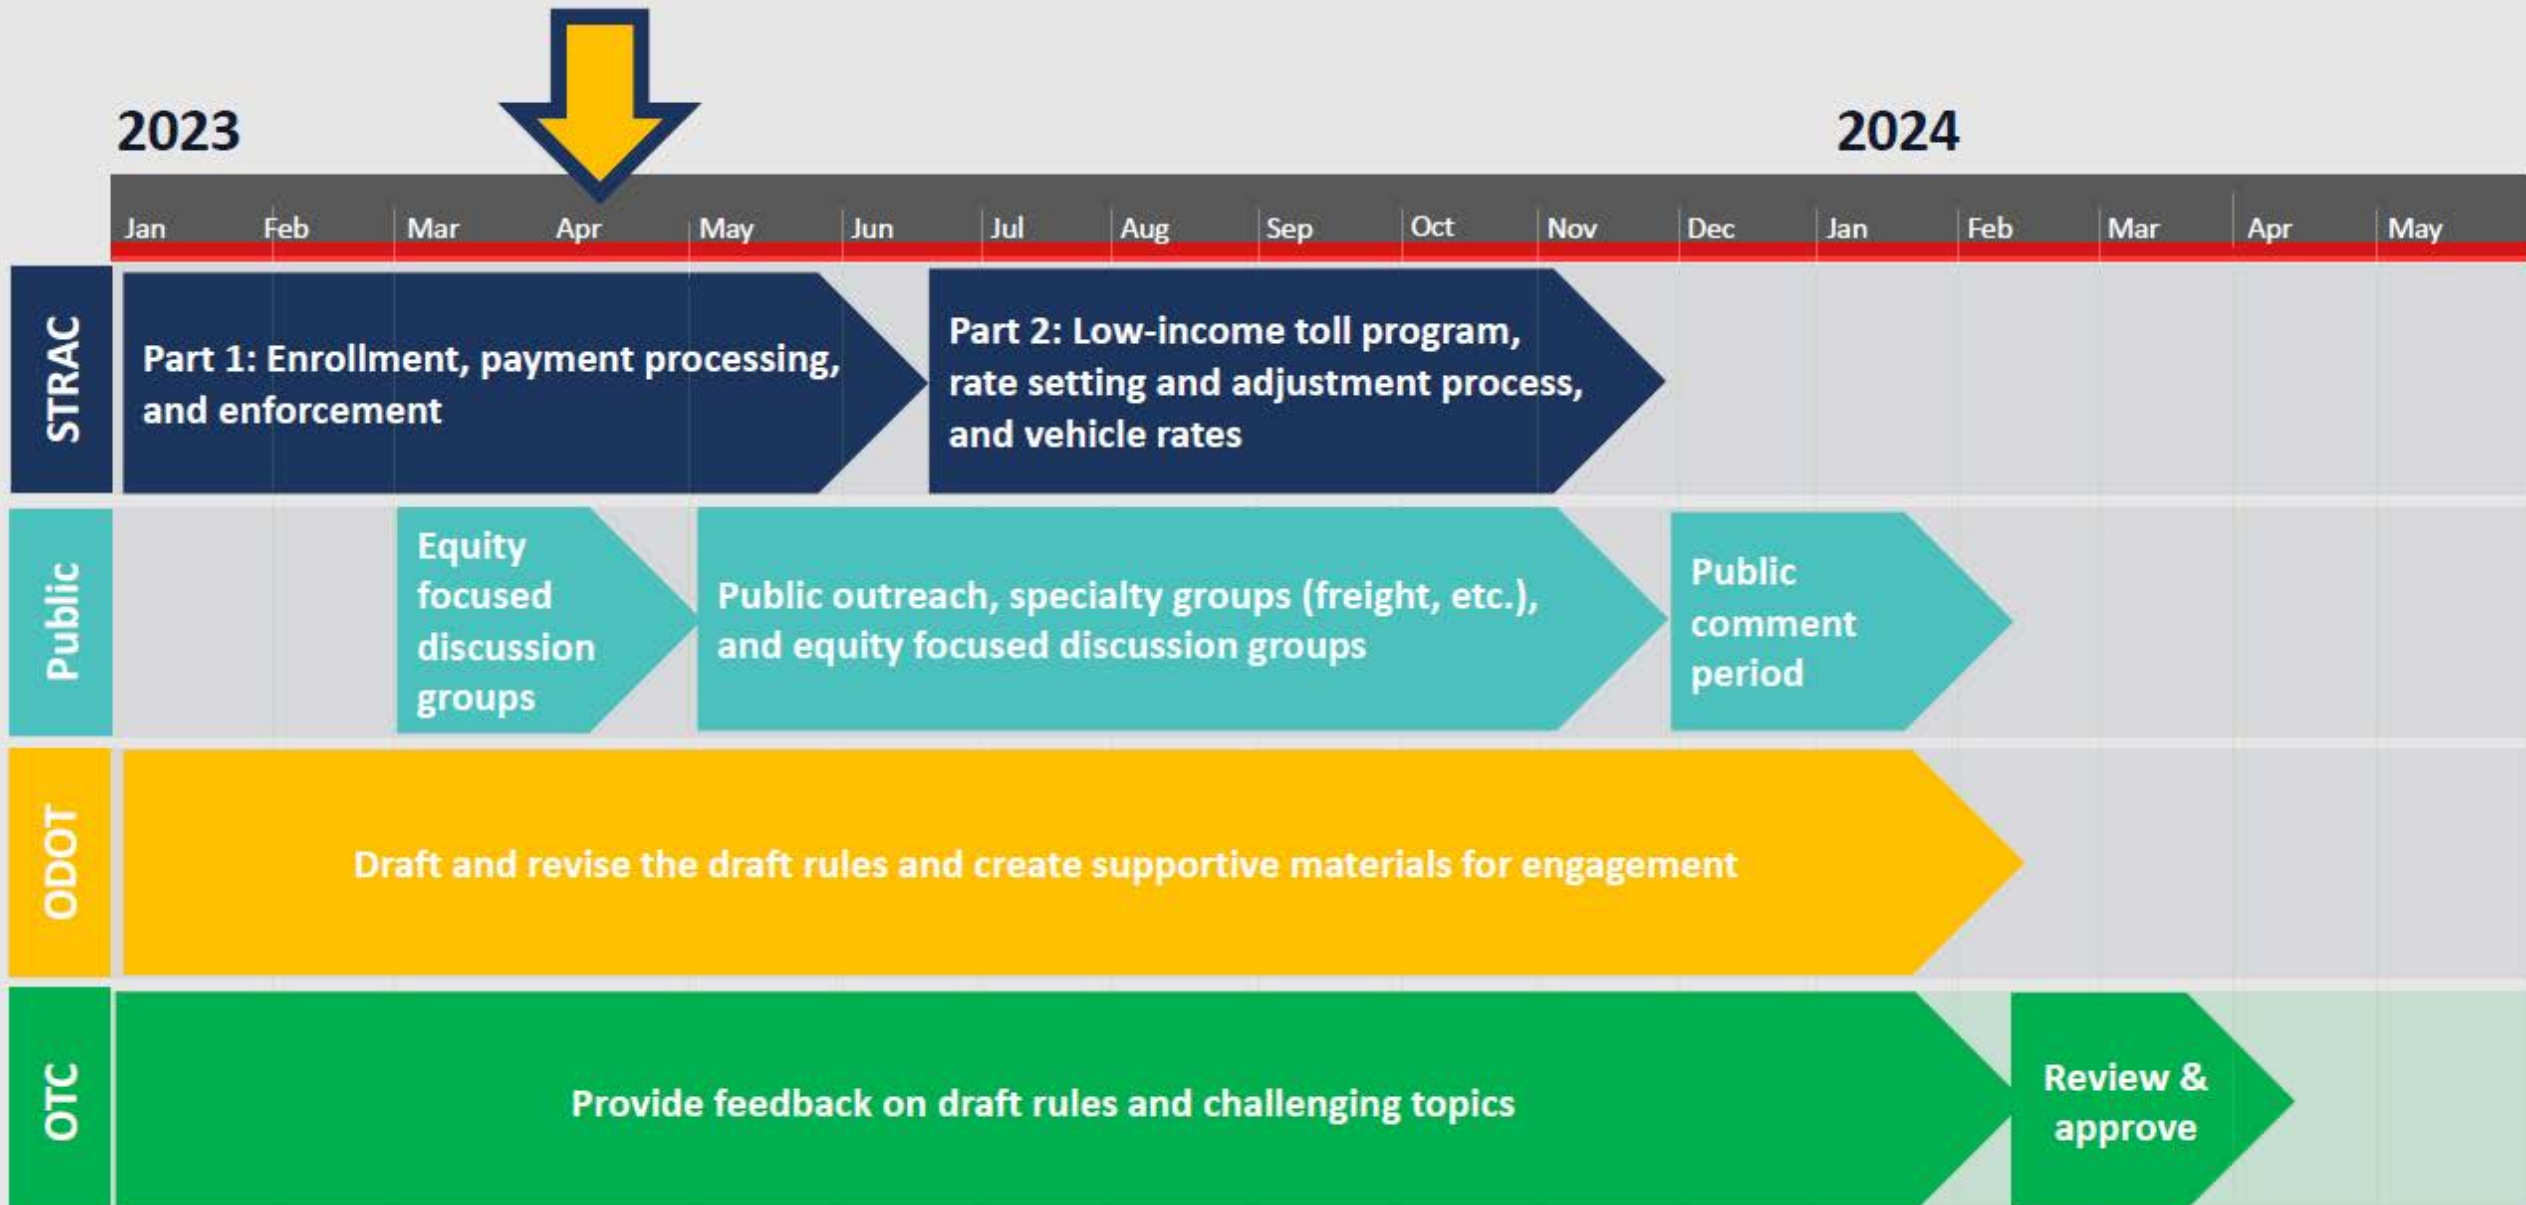 2023
2024
Jan Feb Mar Apr May Jun Jul Aug Sep Oct Nov Dec Jan Feb Mar Apr May
STRAC
Part 1: Enrollment, payment processing,
and enforcement
Part 2: Low-income toll program,
rate setting and adjustment process,
and vehicle rates
Public
Equity
focused
discussion
groups
Public outreach, specialty groups (freight, etc.),
and equity focused discussion groups
Public
comment
period
ODOT
Draft and revise the draft rules and create supportive materials for engagement
OTC
Provide feedback on draft rules and challenging topics
Review &
approve